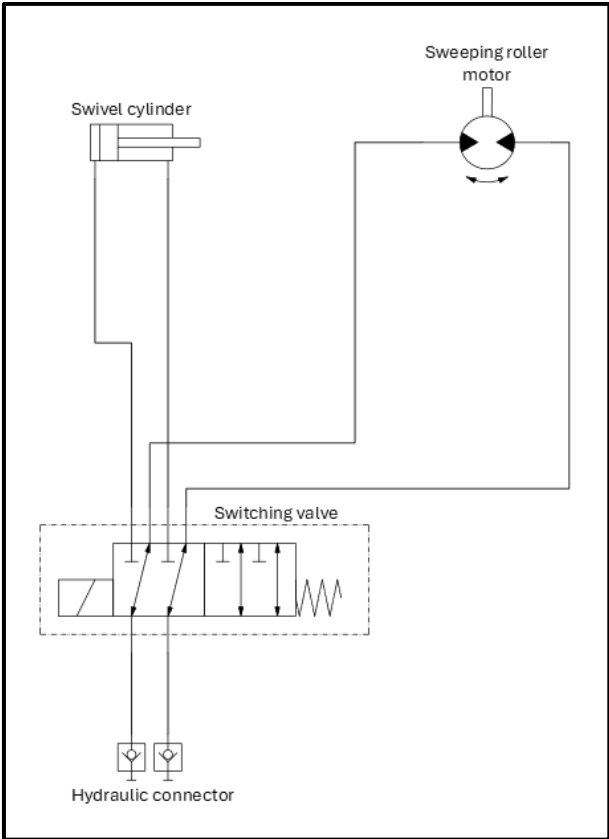 Sweeping roller
motor
Swivel cylinder
Switching valve
Hydraulic connector